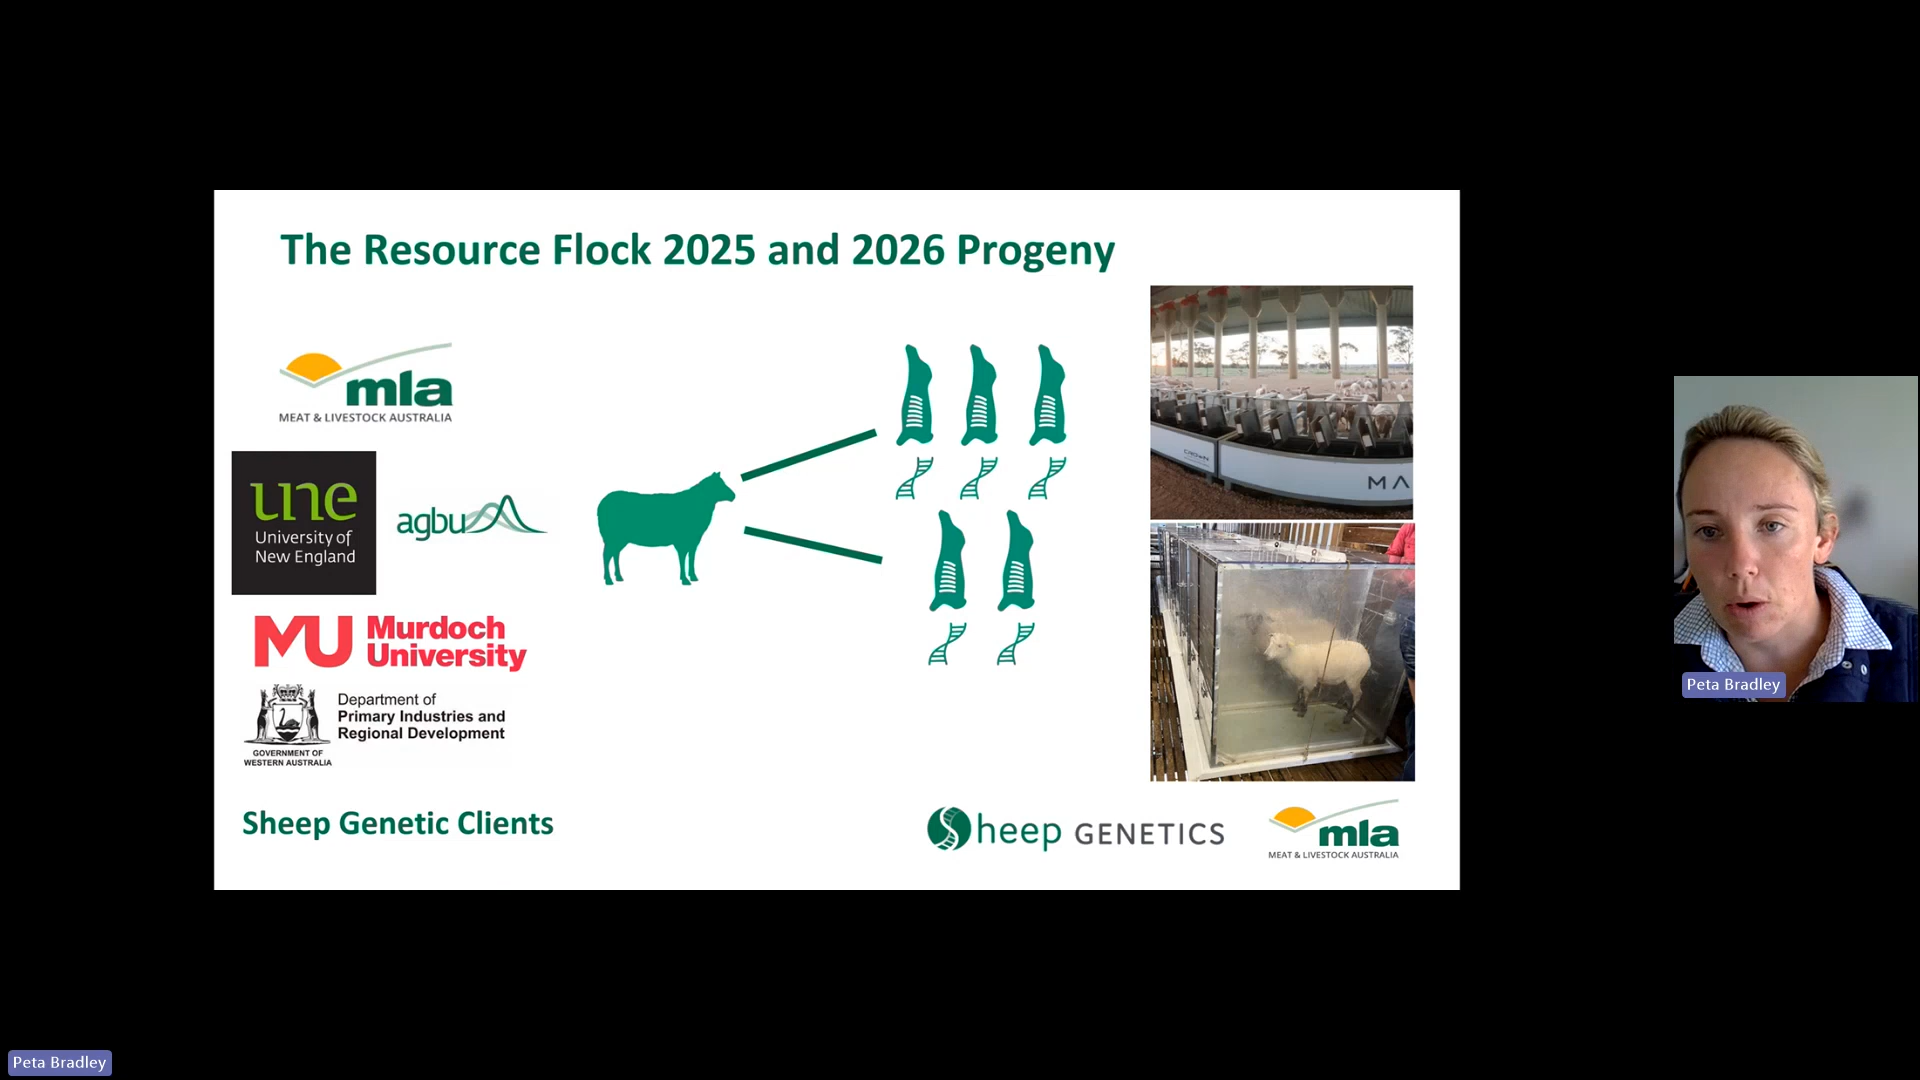 The Resource Flock 2025 and 2026 Progeny
mla
MEAT & LIVESTOCK AUSTRALIA
une
University of
New England
agbu
MU Murdoch
University
Department of
Primary Industries and
Regional Development
GOVERNMENT OF
WESTERN AUSTRALIA
Sheep Genetic Clients
MA
Sheep GENETICS
mla
MEAT & LIVESTOCK AUSTRALIA
Peta Bradley
Peta Bradley